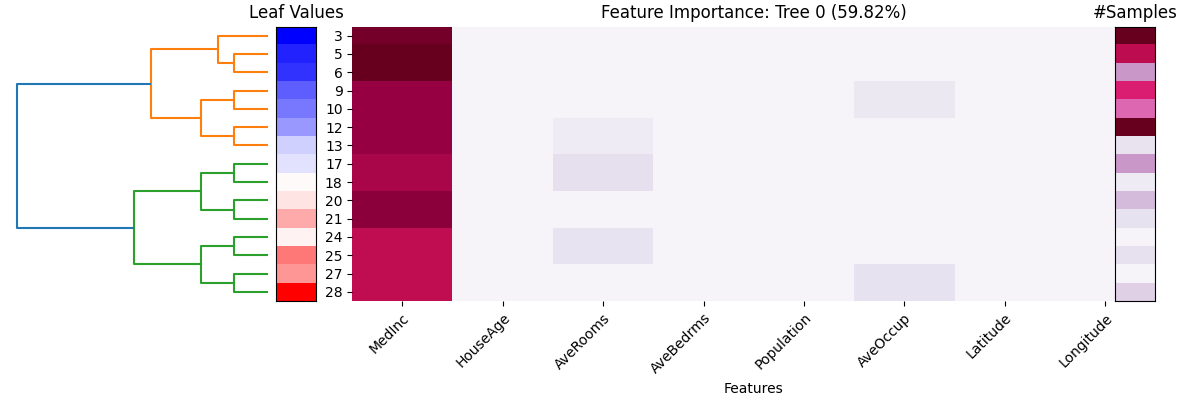 Leaf Values
Feature Importance: Tree 0 (59.82%)
#Samples
3
5
6
9
10
12
13
17
18
20
21
24
25
27
28
MedInc
HouseAge
AveRooms
AveBedrms
Population
AveOccup
Latitude
Longitude
Features